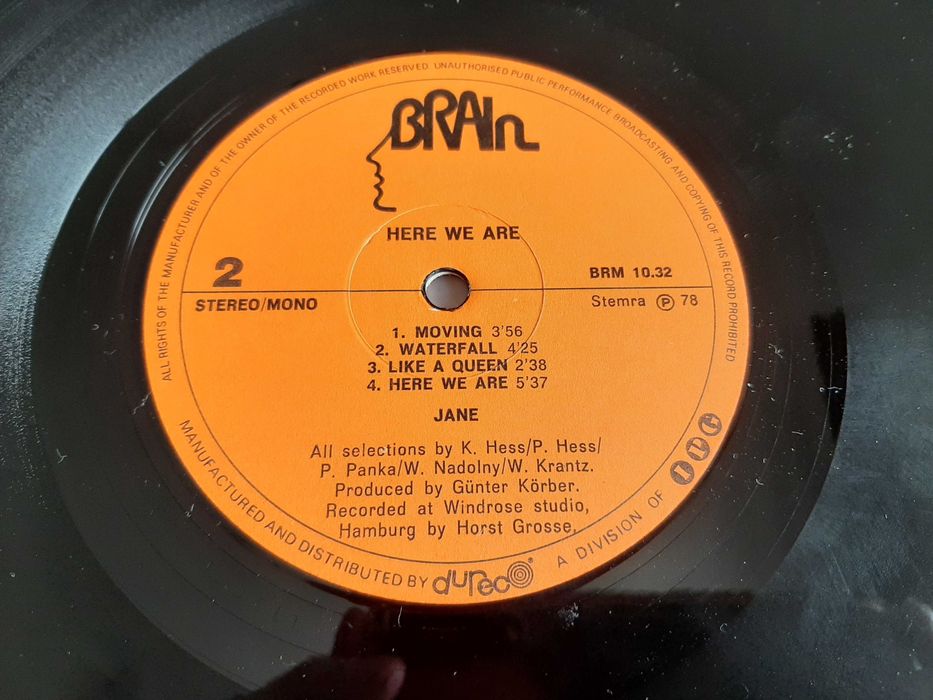 ALL RIGHTS OF THE MANUFACTURER AND OF THE OWNER OF THE RECORDED WORK RESERVED. UNAUTHORISED PUBLIC PERFORMANCE BROADCASTING AND COPYING OF THIS RECORD PROHIBITED
BRAIn
HERE WE ARE
2
BRM 10.32
STEREO/MONO
Stemra Ⓟ 78
1. MOVING 3'56
2. WATERFALL 4'25
3. LIKE A QUEEN 2'38
4. HERE WE ARE 5'37
JANE
All selections by K. Hess/P. Hess/
P. Panka/W. Nadolny/W. Krantz.
Produced by Günter Körber.
Recorded at Windrose studio,
Hamburg by Horst Grosse.
MANUFACTURED AND DISTRIBUTED BY dureco A DIVISION OF